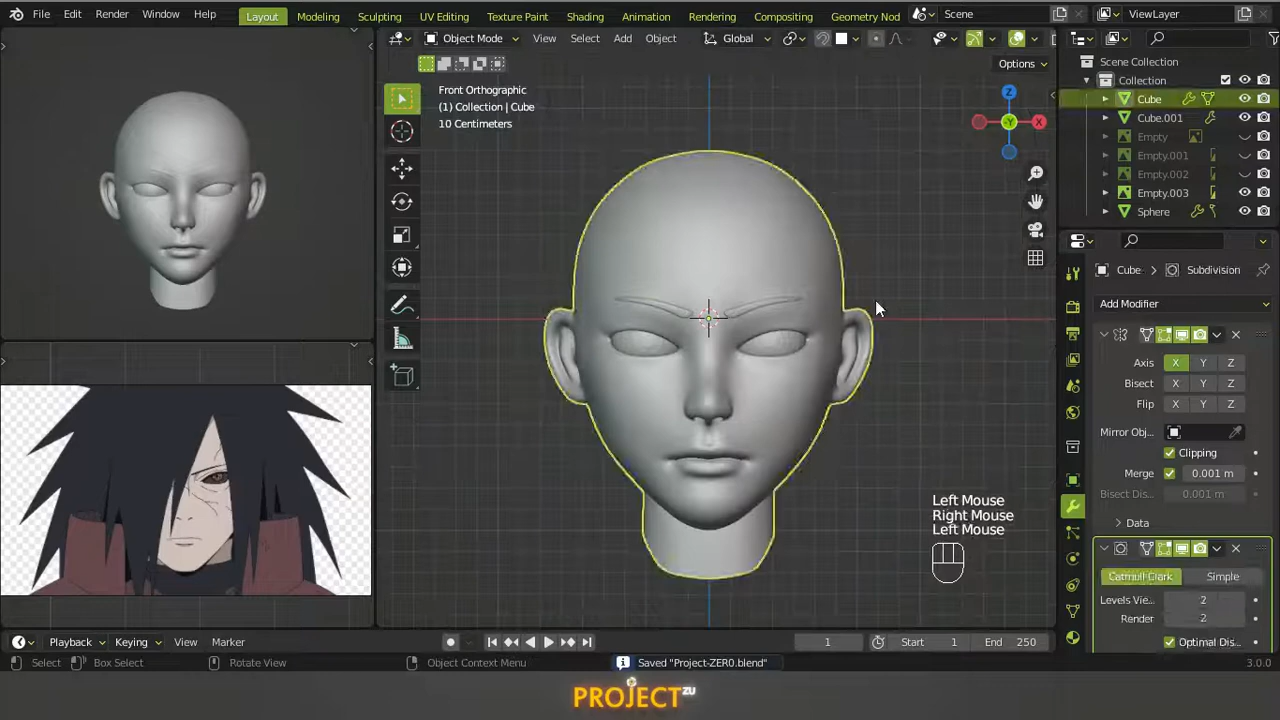 File Edit Render Window Help Layout Modeling Sculpting UV Editing Texture Paint Shading Animation Rendering Compositing Geometry Nod Scene ViewLayer
Object Mode View Select Add Object Global
Options
Front Orthographic
(1) Collection | Cube
10 Centimeters
Z
X
-Y
Left Mouse
Right Mouse
Left Mouse
Scene Collection
Collection
Cube
Cube.001
Empty
Empty.001
Empty.002
Empty.003
Sphere
Cube > Subdivision
Add Modifier
Axis X Y Z
Bisect X Y Z
Flip X Y Z
Mirror Obj...
Clipping
Merge 0.001 m
Bisect Dis... 0.001 m
> Data
Catmull Clark Simple
Levels Vie... 2
Render 2
Optimal Dis...
Playback Keying View Marker 1 Start 1 End 250
Select Box Select Rotate View Object Context Menu Saved "Project-ZER0.blend" 3.0.0
PROJECT ZU